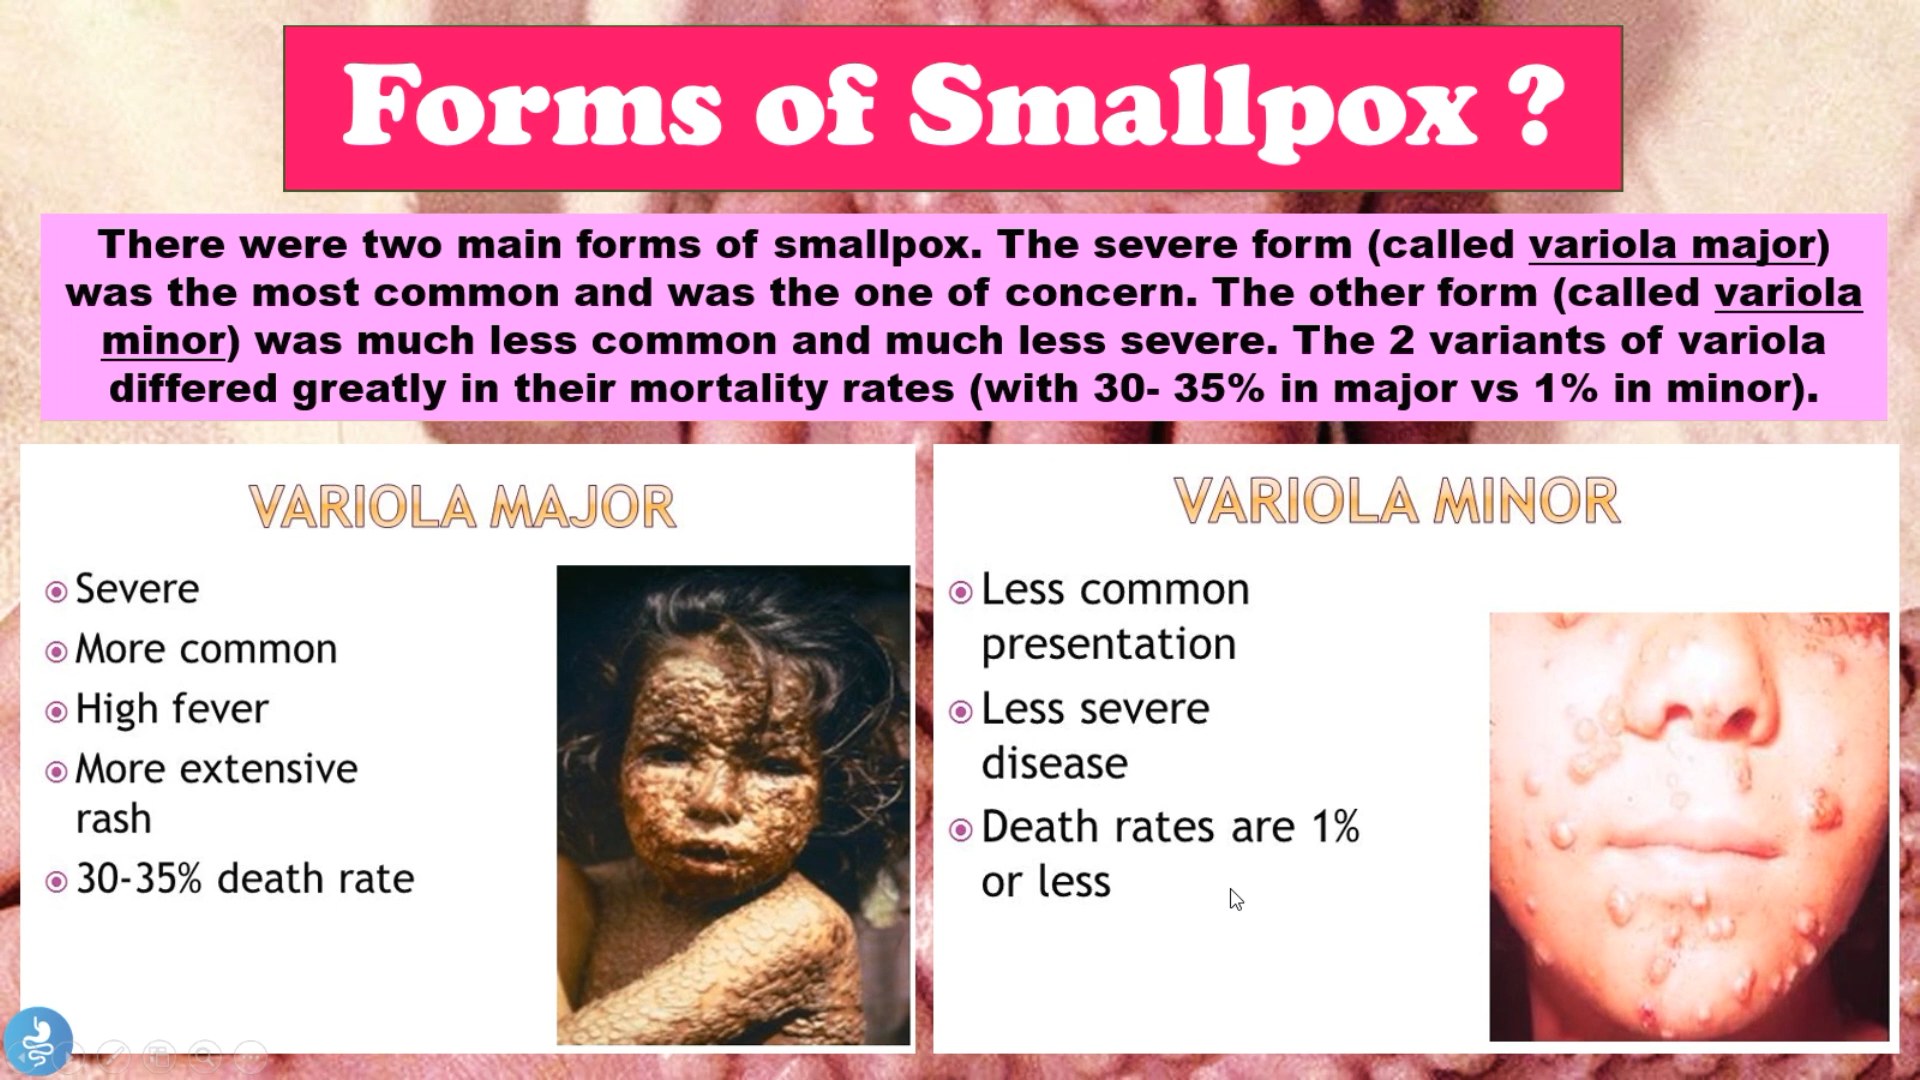 Forms of Smallpox ?
There were two main forms of smallpox. The severe form (called variola major)
was the most common and was the one of concern. The other form (called variola
minor) was much less common and much less severe. The 2 variants of variola
differed greatly in their mortality rates (with 30- 35% in major vs 1% in minor).
VARIOLA MAJOR
Severe
More common
High fever
More extensive
rash
30-35% death rate
VARIOLA MINOR
Less common
presentation
Less severe
disease
Death rates are 1%
or less